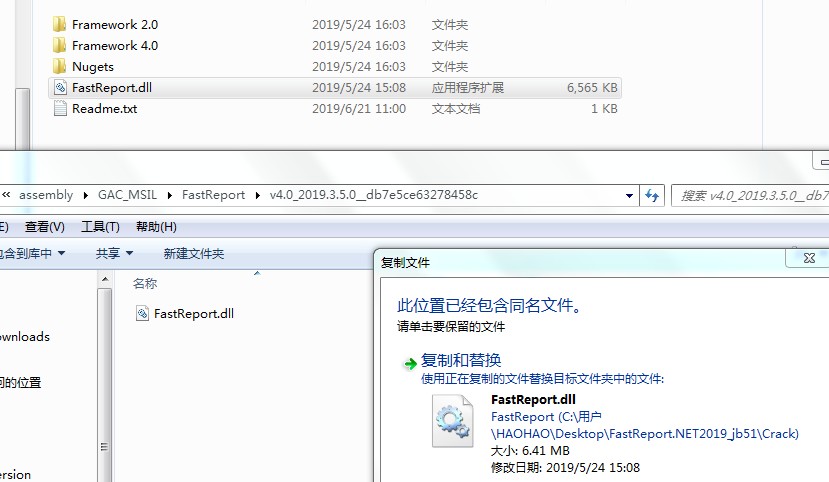 Framework 2.0 2019/5/24 16:03 文件夹
Framework 4.0 2019/5/24 16:03 文件夹
Nugets 2019/5/24 16:03 文件夹
FastReport.dll 2019/5/24 15:08 应用程序扩展 6,565 KB
Readme.txt 2019/6/21 11:00 文本文档 1 KB
« assembly ▸ GAC_MSIL ▸ FastReport ▸ v4.0_2019.3.5.0__db7e5ce63278458c
搜索 v4.0_2019.3.5.0__db7
E) 查看(V) 工具(T) 帮助(H)
包含到库中 共享 新建文件夹
名称
FastReport.dll
ownloads
问的位置
ersion
复制文件
此位置已经包含同名文件。
请单击要保留的文件
复制和替换
使用正在复制的文件替换目标文件夹中的文件:
FastReport.dll
FastReport (C:\用户
\HAOHAO\Desktop\FastReport.NET2019_jb51\Crack)
大小: 6.41 MB
修改日期: 2019/5/24 15:08